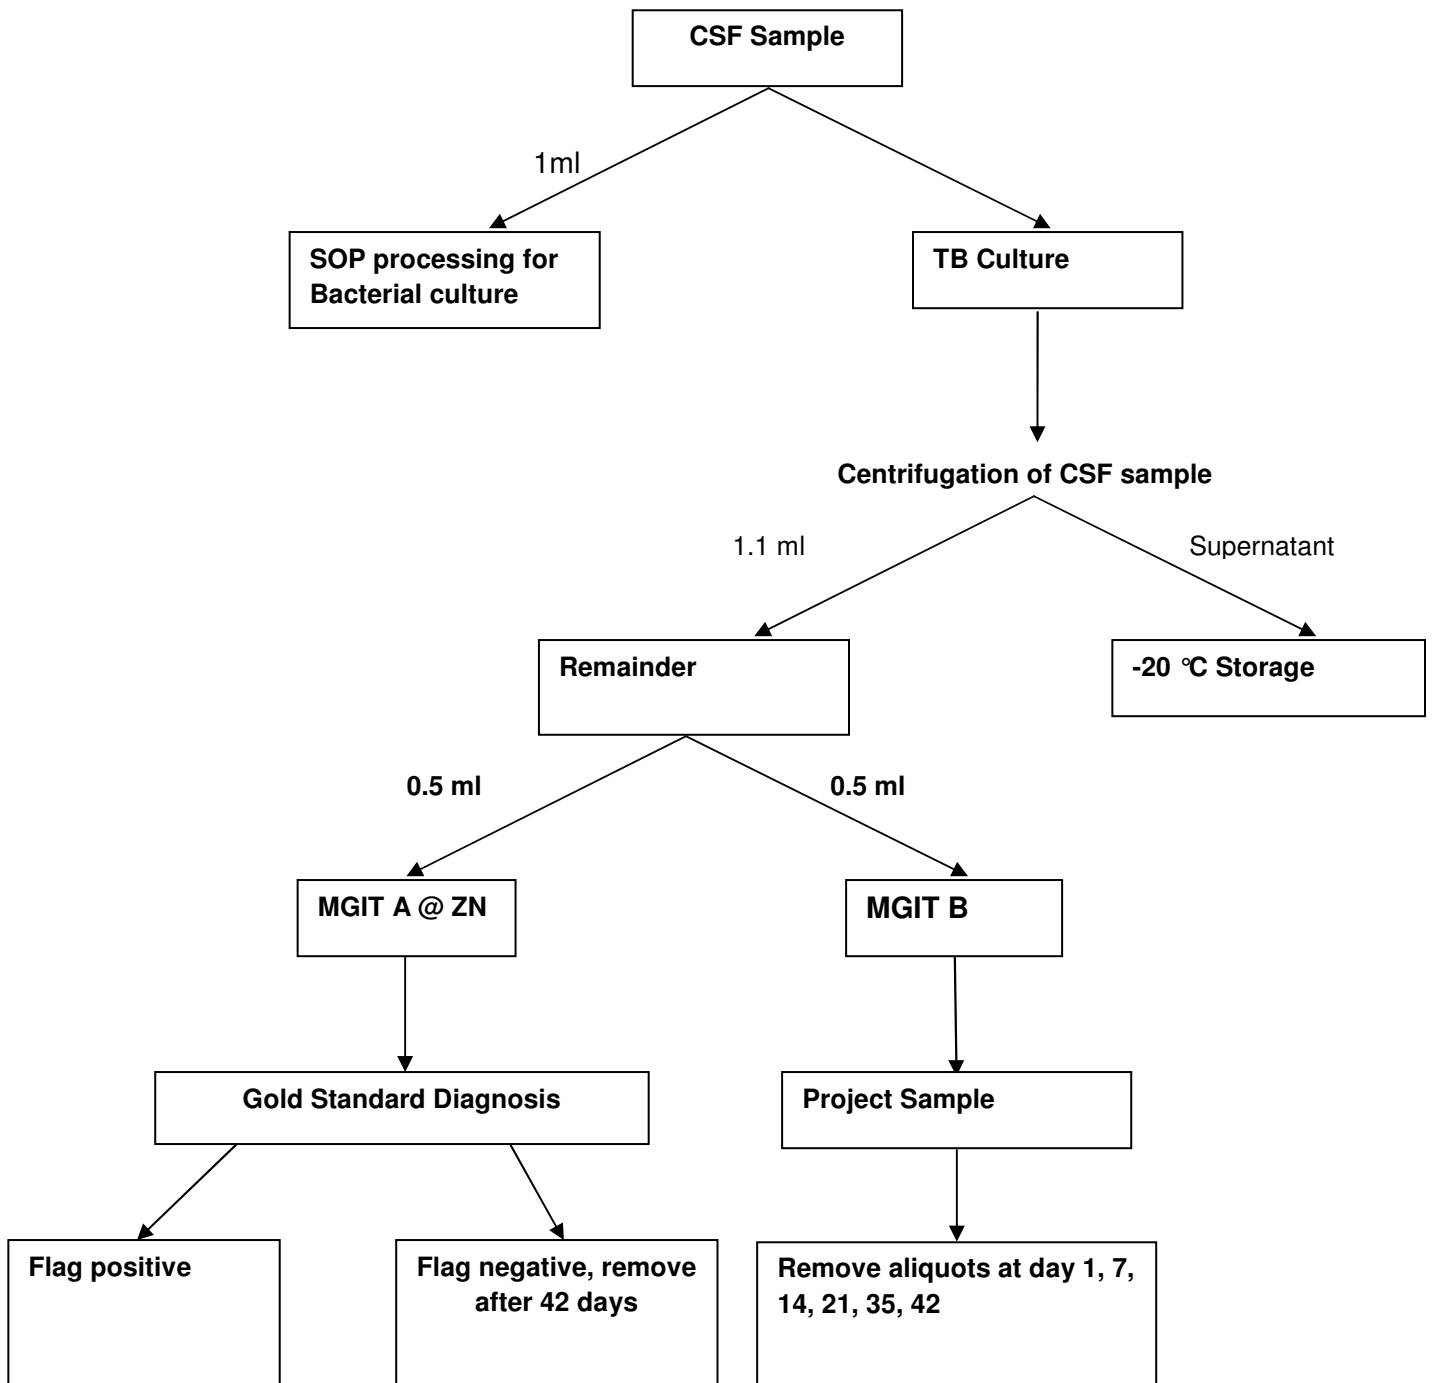 CSF Sample
1ml
SOP processing for
Bacterial culture
TB Culture
Centrifugation of CSF sample
1.1 ml
Supernatant
Remainder
-20 °C Storage
0.5 ml
0.5 ml
MGIT A @ ZN
MGIT B
Gold Standard Diagnosis
Project Sample
Flag positive
Flag negative, remove
after 42 days
Remove aliquots at day 1, 7,
14, 21, 35, 42